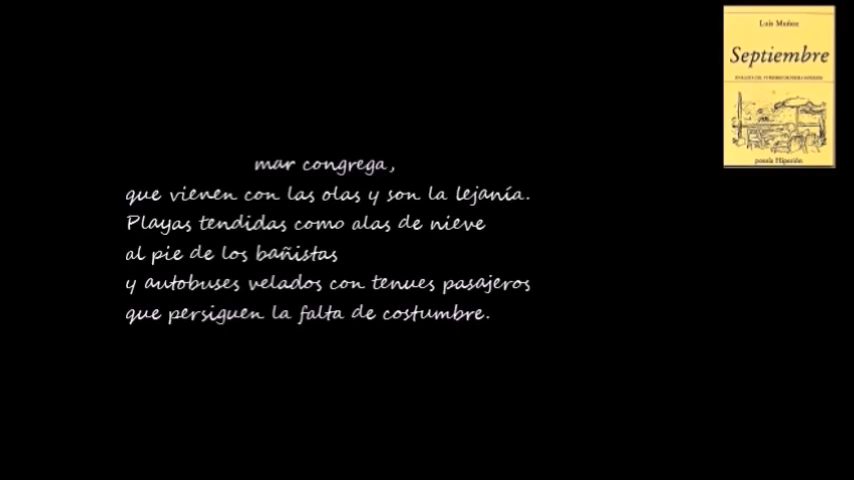 Luis Muñoz
Septiembre
poesía Hiperión
mar congrega,
que vienen con las olas y son la lejanía.
Playas tendidas como alas de nieve
al pie de los bañistas
y autobuses velados con tenues pasajeros
que persiguen la falta de costumbre.